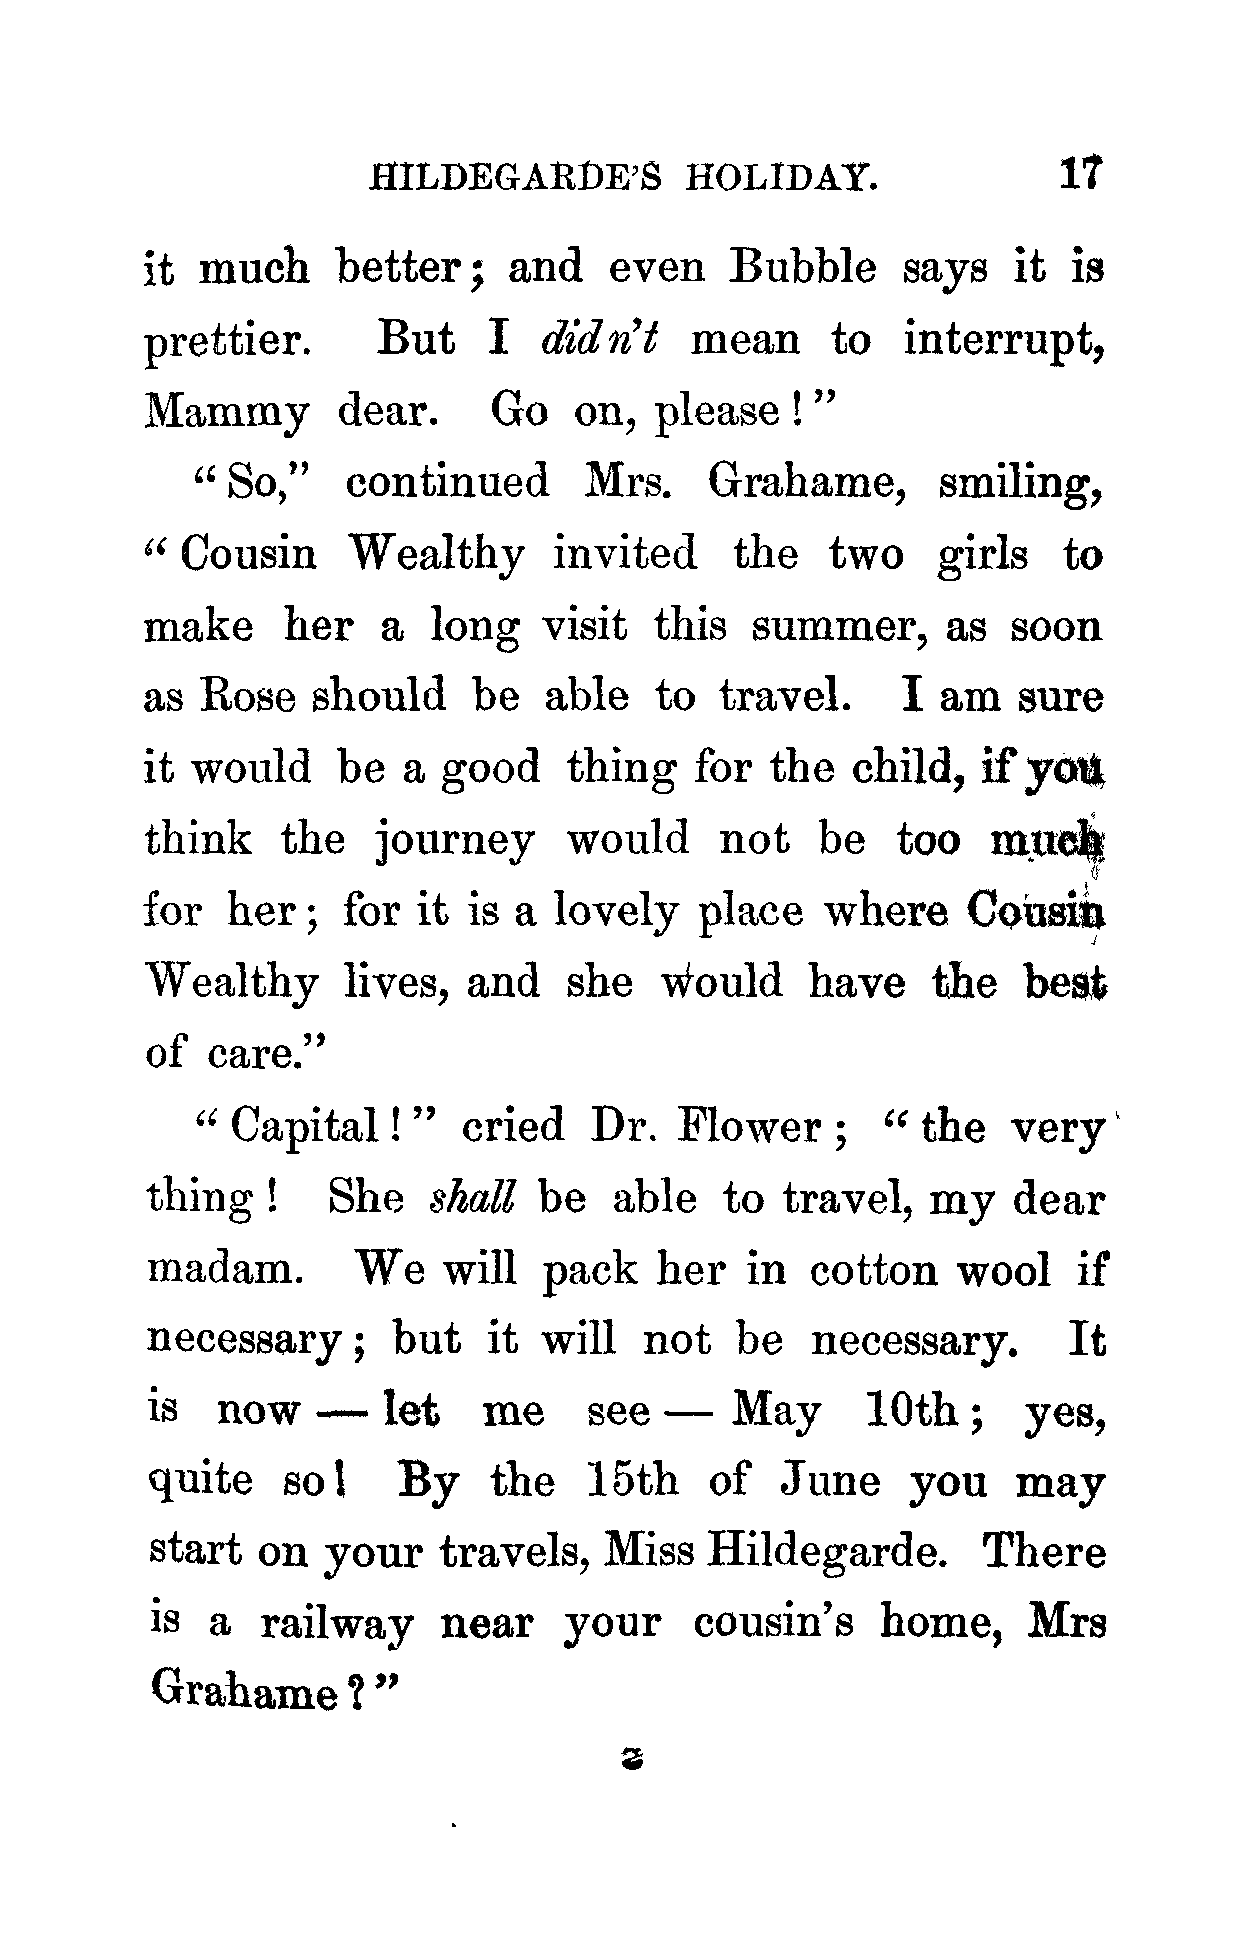 HILDEGARDE'S HOLIDAY. 17
it much better; and even Bubble says it is
prettier. But I didn't mean to interrupt,
Mammy dear. Go on, please!"
"So," continued Mrs. Grahame, smiling,
"Cousin Wealthy invited the two girls to
make her a long visit this summer, as soon
as Rose should be able to travel. I am sure
it would be a good thing for the child, if you
think the journey would not be too much
for her; for it is a lovely place where Cousin
Wealthy lives, and she would have the best
of care."
"Capital!" cried Dr. Flower; "the very
thing! She shall be able to travel, my dear
madam. We will pack her in cotton wool if
necessary; but it will not be necessary. It
is now — let me see — May 10th; yes,
quite so! By the 15th of June you may
start on your travels, Miss Hildegarde. There
is a railway near your cousin's home, Mrs
Grahame?"
2